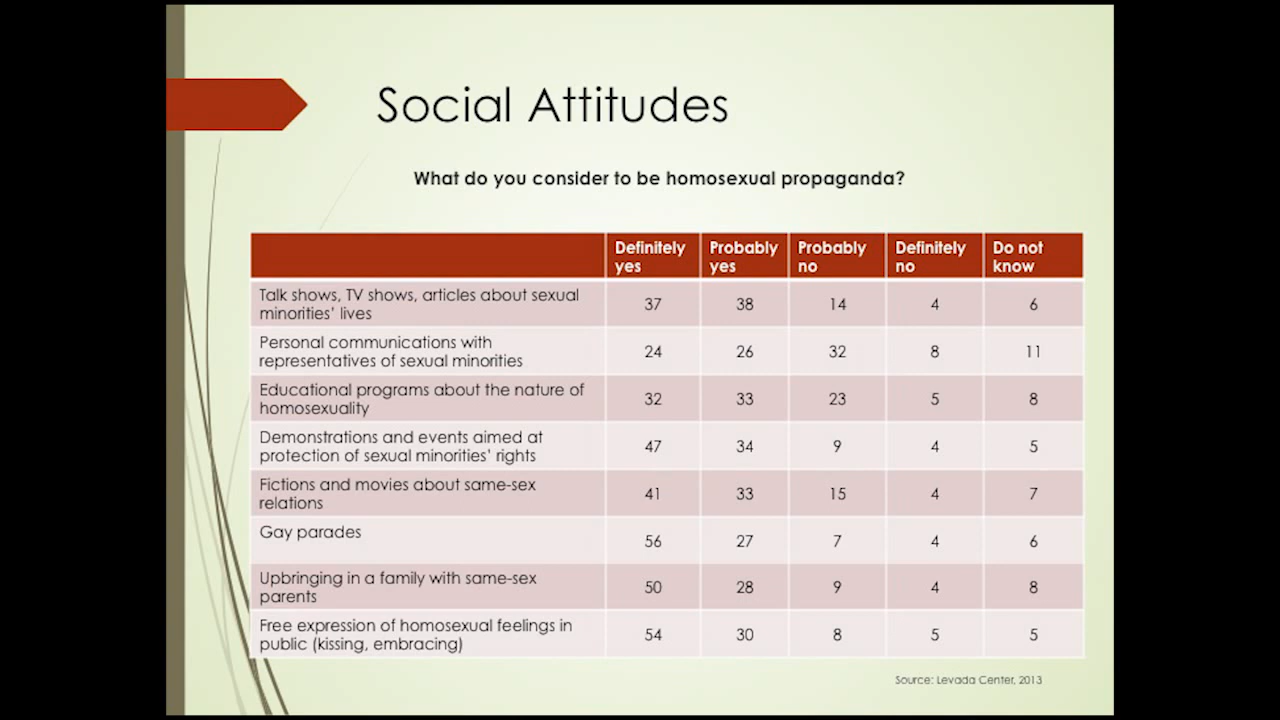 Social Attitudes
What do you consider to be homosexual propaganda?
Definitely yes Probably yes Probably no Definitely no Do not know
Talk shows, TV shows, articles about sexual minorities' lives 37 38 14 4 6
Personal communications with representatives of sexual minorities 24 26 32 8 11
Educational programs about the nature of homosexuality 32 33 23 5 8
Demonstrations and events aimed at protection of sexual minorities' rights 47 34 9 4 5
Fictions and movies about same-sex relations 41 33 15 4 7
Gay parades 56 27 7 4 6
Upbringing in a family with same-sex parents 50 28 9 4 8
Free expression of homosexual feelings in public (kissing, embracing) 54 30 8 5 5
Source: Levada Center, 2013